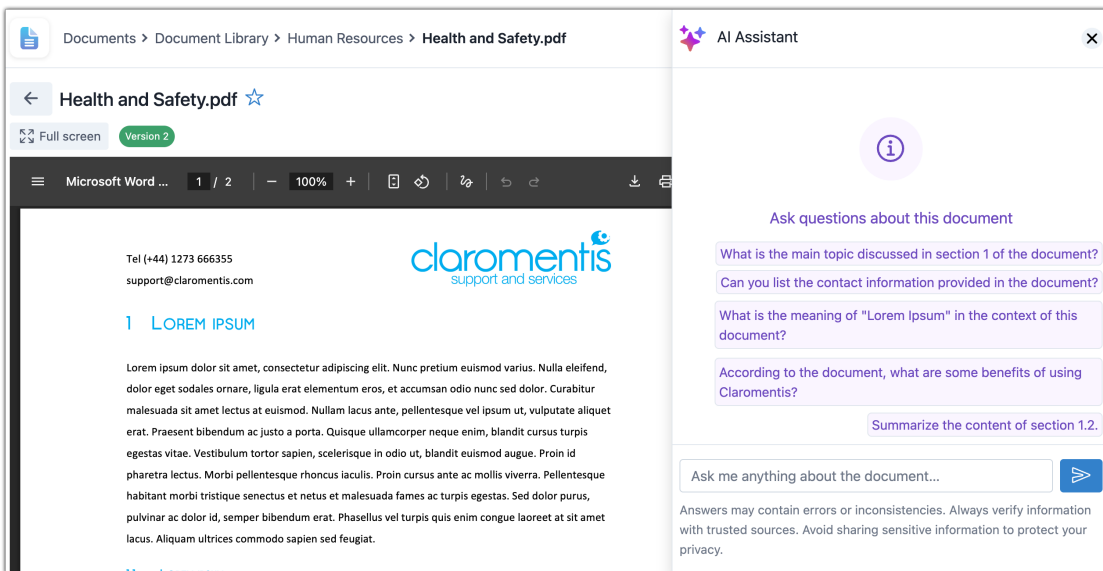 Documents > Document Library > Human Resources > Health and Safety.pdf
AI Assistant
Health and Safety.pdf
Full screen
Version 2
Microsoft Word ...
1 / 2
100%
Tel (+44) 1273 666355
support@claromentis.com
claromentis
support and services
1 LOREM IPSUM
Lorem ipsum dolor sit amet, consectetur adipiscing elit. Nunc pretium euismod varius. Nulla eleifend,
dolor eget sodales ornare, ligula erat elementum eros, et accumsan odio nunc sed dolor. Curabitur
malesuada sit amet lectus at euismod. Nullam lacus ante, pellentesque vel ipsum ut, vulputate aliquet
erat. Praesent bibendum ac justo a porta. Quisque ullamcorper neque enim, blandit cursus turpis
egestas vitae. Vestibulum tortor sapien, scelerisque in odio ut, blandit euismod augue. Proin id
pharetra lectus. Morbi pellentesque rhoncus iaculis. Proin cursus ante ac mollis viverra. Pellentesque
habitant morbi tristique senectus et netus et malesuada fames ac turpis egestas. Sed dolor purus,
pulvinar ac dolor id, semper bibendum erat. Phasellus vel turpis quis enim congue laoreet at sit amet
lacus. Aliquam ultrices commodo sapien sed feugiat.
Ask questions about this document
What is the main topic discussed in section 1 of the document?
Can you list the contact information provided in the document?
What is the meaning of "Lorem Ipsum" in the context of this
document?
According to the document, what are some benefits of using
Claromentis?
Summarize the content of section 1.2.
Ask me anything about the document...
Answers may contain errors or inconsistencies. Always verify information
with trusted sources. Avoid sharing sensitive information to protect your
privacy.